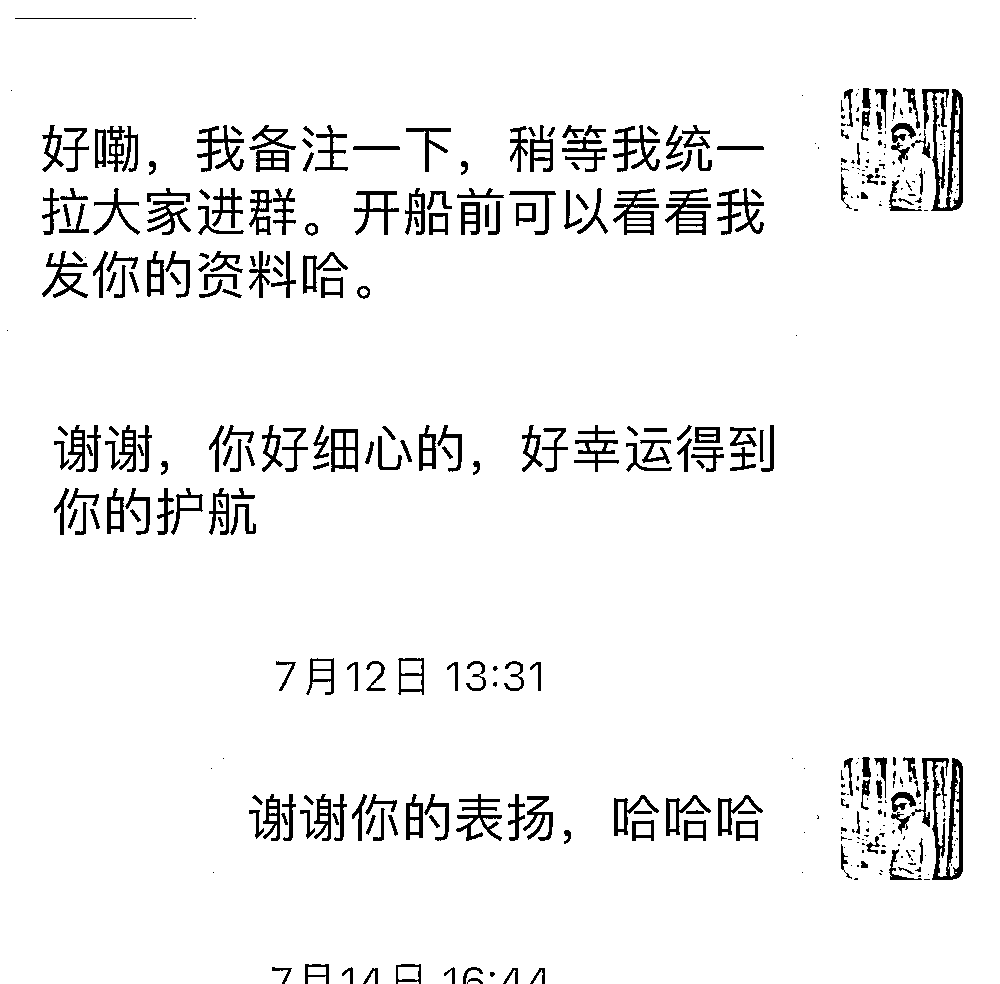 好嘞，我备注一下，稍等我统一
拉大家进群。开船前可以看看我
发你的资料哈。
谢谢，你好细心的，好幸运得到
你的护航
7月12日 13:31
谢谢你的表扬，哈哈哈
7月14日 16:44